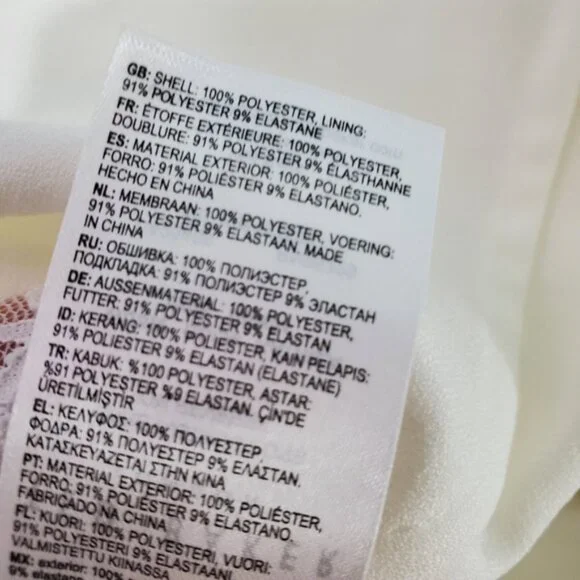 GB: SHELL: 100% POLYESTER, LINING:
91% POLYESTER 9% ELASTANE
FR: ÉTOFFE EXTÉRIEURE: 100% POLYESTER,
DOUBLURE: 91% POLYESTER 9% ÉLASTHANNE
ES: MATERIAL EXTERIOR: 100% POLIÉSTER,
FORRO: 91% POLIÉSTER 9% ELASTANO.
HECHO EN CHINA
NL: MEMBRAAN: 100% POLYESTER, VOERING:
91% POLYESTER 9% ELASTAAN. MADE
IN CHINA
RU: ОБШИВКА: 100% ПОЛИЭСТЕР,
ПОДКЛАДКА: 91% ПОЛИЭСТЕР 9% ЭЛАСТАН
DE: AUSSENMATERIAL: 100% POLYESTER,
FUTTER: 91% POLYESTER 9% ELASTAN
ID: KERANG: 100% POLIESTER, KAIN PELAPIS:
91% POLIESTER 9% ELASTAN (ELASTANE)
TR: KABUK: %100 POLYESTER, ASTAR:
%91 POLYESTER %9 ELASTAN. ÇİN'DE
ÜRETİLMİŞTİR
EL: ΚΕΛΥΦΟΣ: 100% ΠΟΛΥΕΣΤΕΡ,
ΦΟΔΡΑ: 91% ΠΟΛΥΕΣΤΕΡ 9% ΕΛΑΣΤΑΝ.
ΚΑΤΑΣΚΕΥΑΖΕΤΑΙ ΣΤΗΝ ΚΙΝΑ
PT: MATERIAL EXTERIOR: 100% POLIÉSTER,
FORRO: 91% POLIÉSTER 9% ELASTANO.
FABRICADO NA CHINA
FL: KUORI: 100% POLYESTERI, VUORI:
91% POLYESTERI 9% ELASTAANI.
VALMISTETTU KIINASSA
MX: exterior: 100%
9%